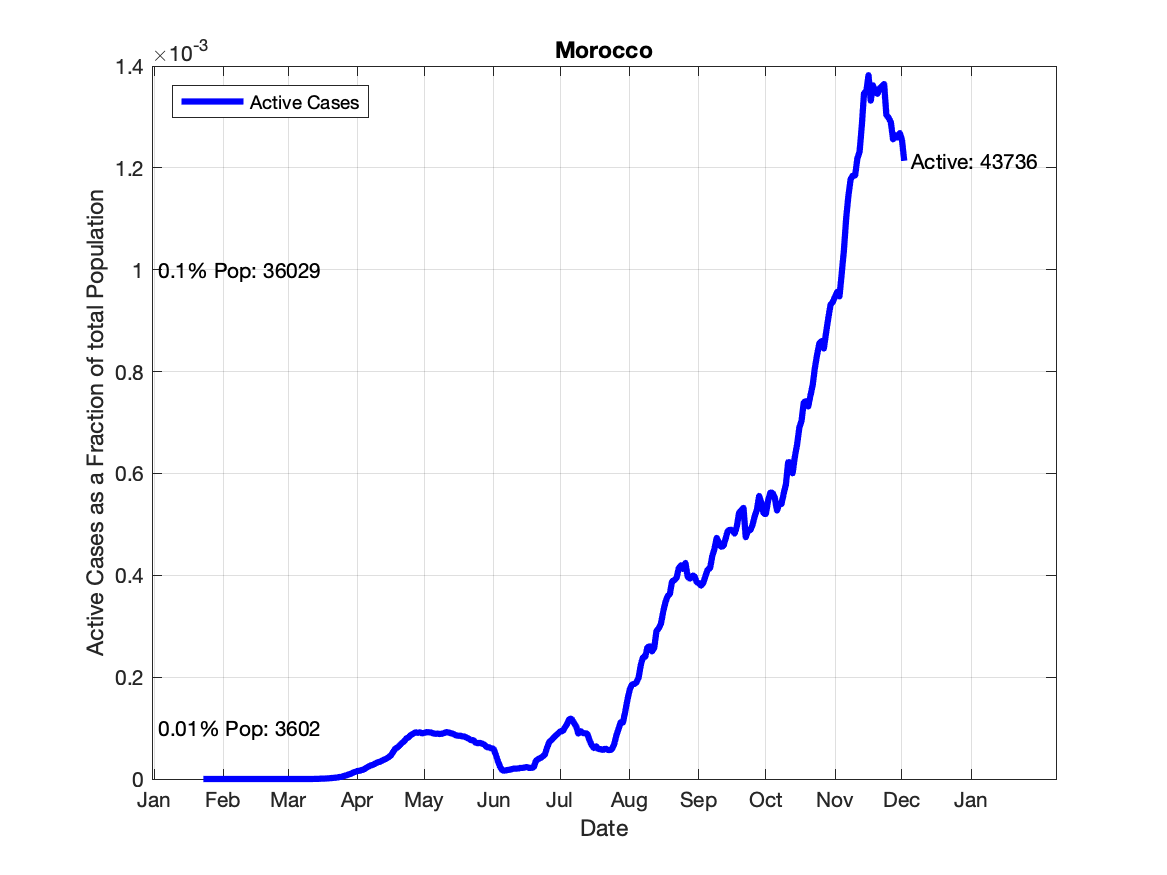 Morocco
×10-3
Active Cases
1.4
1.2
1
0.8
0.6
0.4
0.2
0
Active Cases as a Fraction of total Population
Active: 43736
0.1% Pop: 36029
0.01% Pop: 3602
Jan Feb Mar Apr May Jun Jul Aug Sep Oct Nov Dec Jan
Date